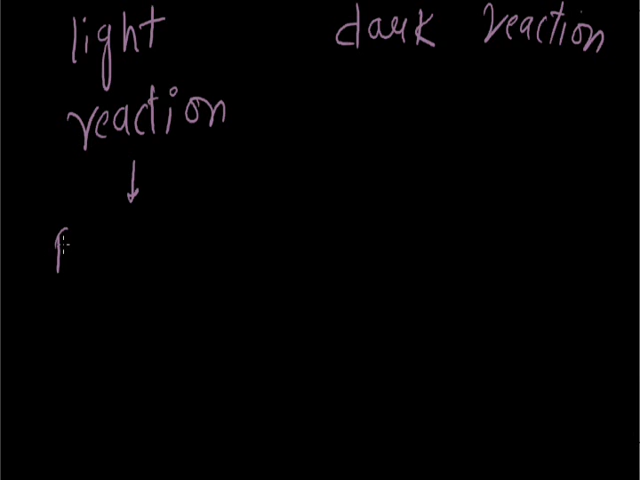 light dark reaction
reaction
↓